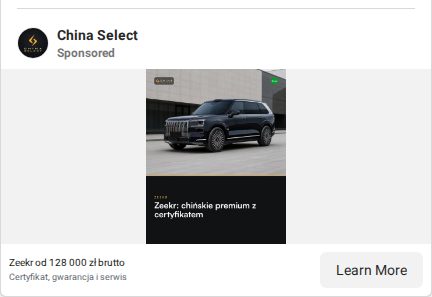 China Select
Sponsored
Zeekr: chińskie premium z
certyfikatem
Zeekr od 128 000 zł brutto
Certyfikat, gwarancja i serwis
Learn More